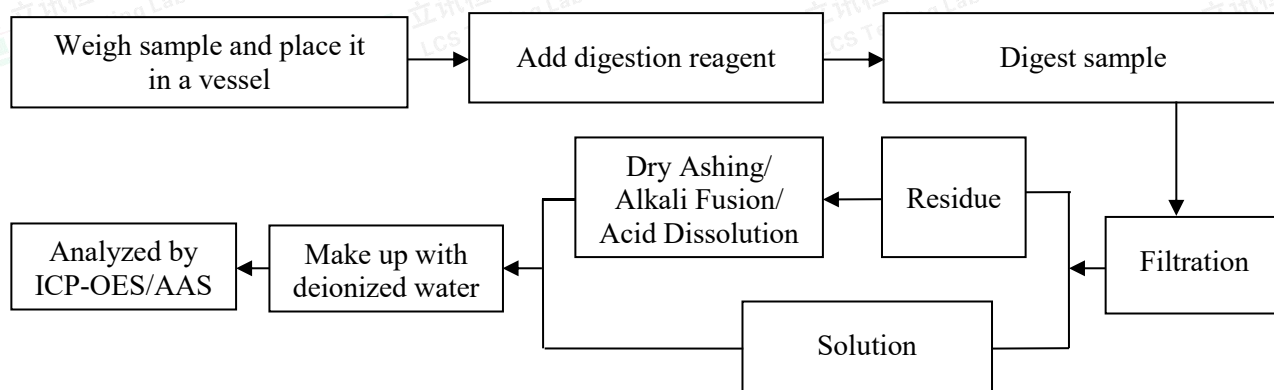 Weigh sample and place it
in a vessel
Add digestion reagent
Digest sample
Dry Ashing/
Alkali Fusion/
Acid Dissolution
Residue
Filtration
Analyzed by
ICP-OES/AAS
Make up with
deionized water
Solution